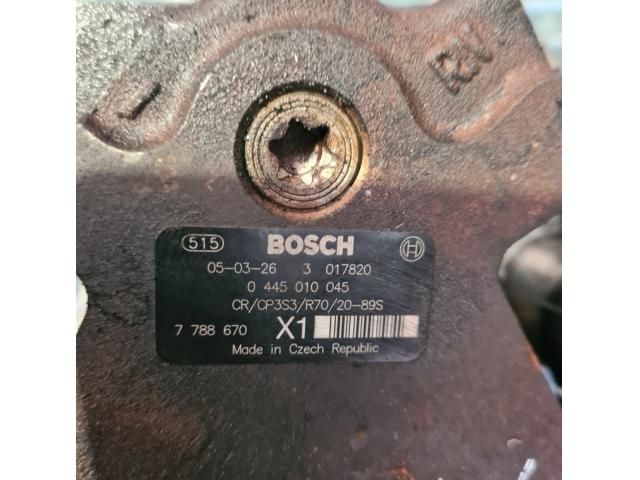 RN
515 BOSCH
05-03-26 3 017820
0 445 010 045
CR/CP3S3/R70/20-89S
7 788 670 X1
Made in Czech Republic